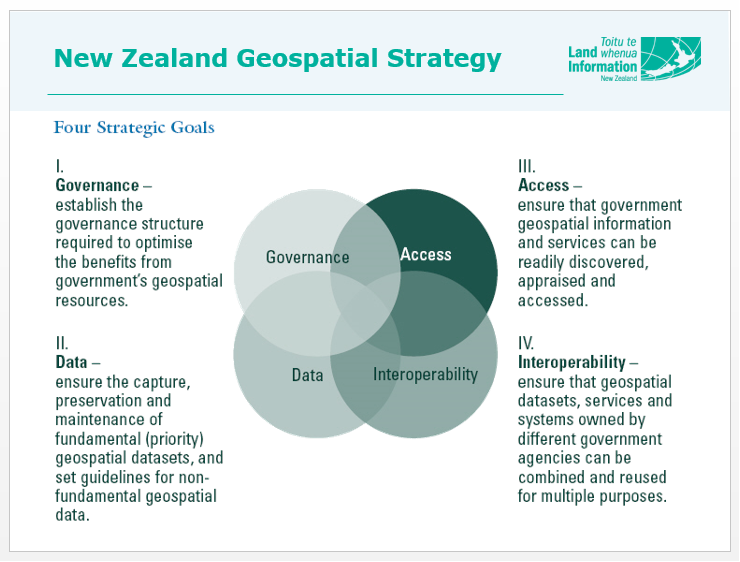 New Zealand Geospatial Strategy
Toitu te
Land whenua
Information
New Zealand
Four Strategic Goals
I.
Governance –
establish the
governance structure
required to optimise
the benefits from
government's geospatial
resources.
II.
Data –
ensure the capture,
preservation and
maintenance of
fundamental (priority)
geospatial datasets, and
set guidelines for non-
fundamental geospatial
data.
Governance
Access
Data
Interoperability
III.
Access –
ensure that government
geospatial information
and services can be
readily discovered,
appraised and
accessed.
IV.
Interoperability –
ensure that geospatial
datasets, services and
systems owned by
different government
agencies can be
combined and reused
for multiple purposes.